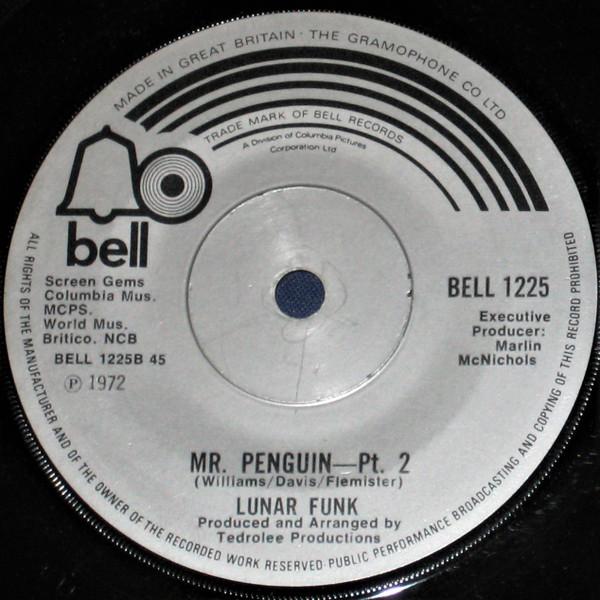 MADE IN GREAT BRITAIN · THE GRAMOPHONE CO LTD
TRADE MARK OF BELL RECORDS
A Division of Columbia Pictures
Corporation Ltd
bell
Screen Gems
Columbia Mus.
MCPS.
World Mus.
Britico. NCB
BELL 1225B 45
Ⓟ 1972
BELL 1225
Executive
Producer:
Marlin
McNichols
MR. PENGUIN—Pt. 2
(Williams/Davis/Flemister)
LUNAR FUNK
Produced and Arranged by
Tedrolee Productions
ALL RIGHTS OF THE MANUFACTURER AND OF THE OWNER OF THE RECORDED WORK RESERVED·PUBLIC PERFORMANCE BROADCASTING AND COPYING OF THIS RECORD PROHIBITED